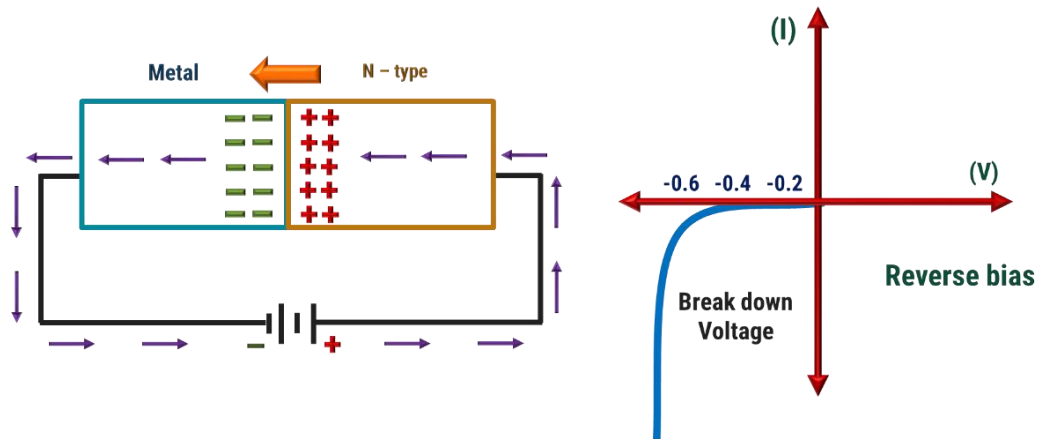 Metal
N – type
− +
(I)
-0.6 -0.4 -0.2
(V)
Reverse bias
Break down
Voltage